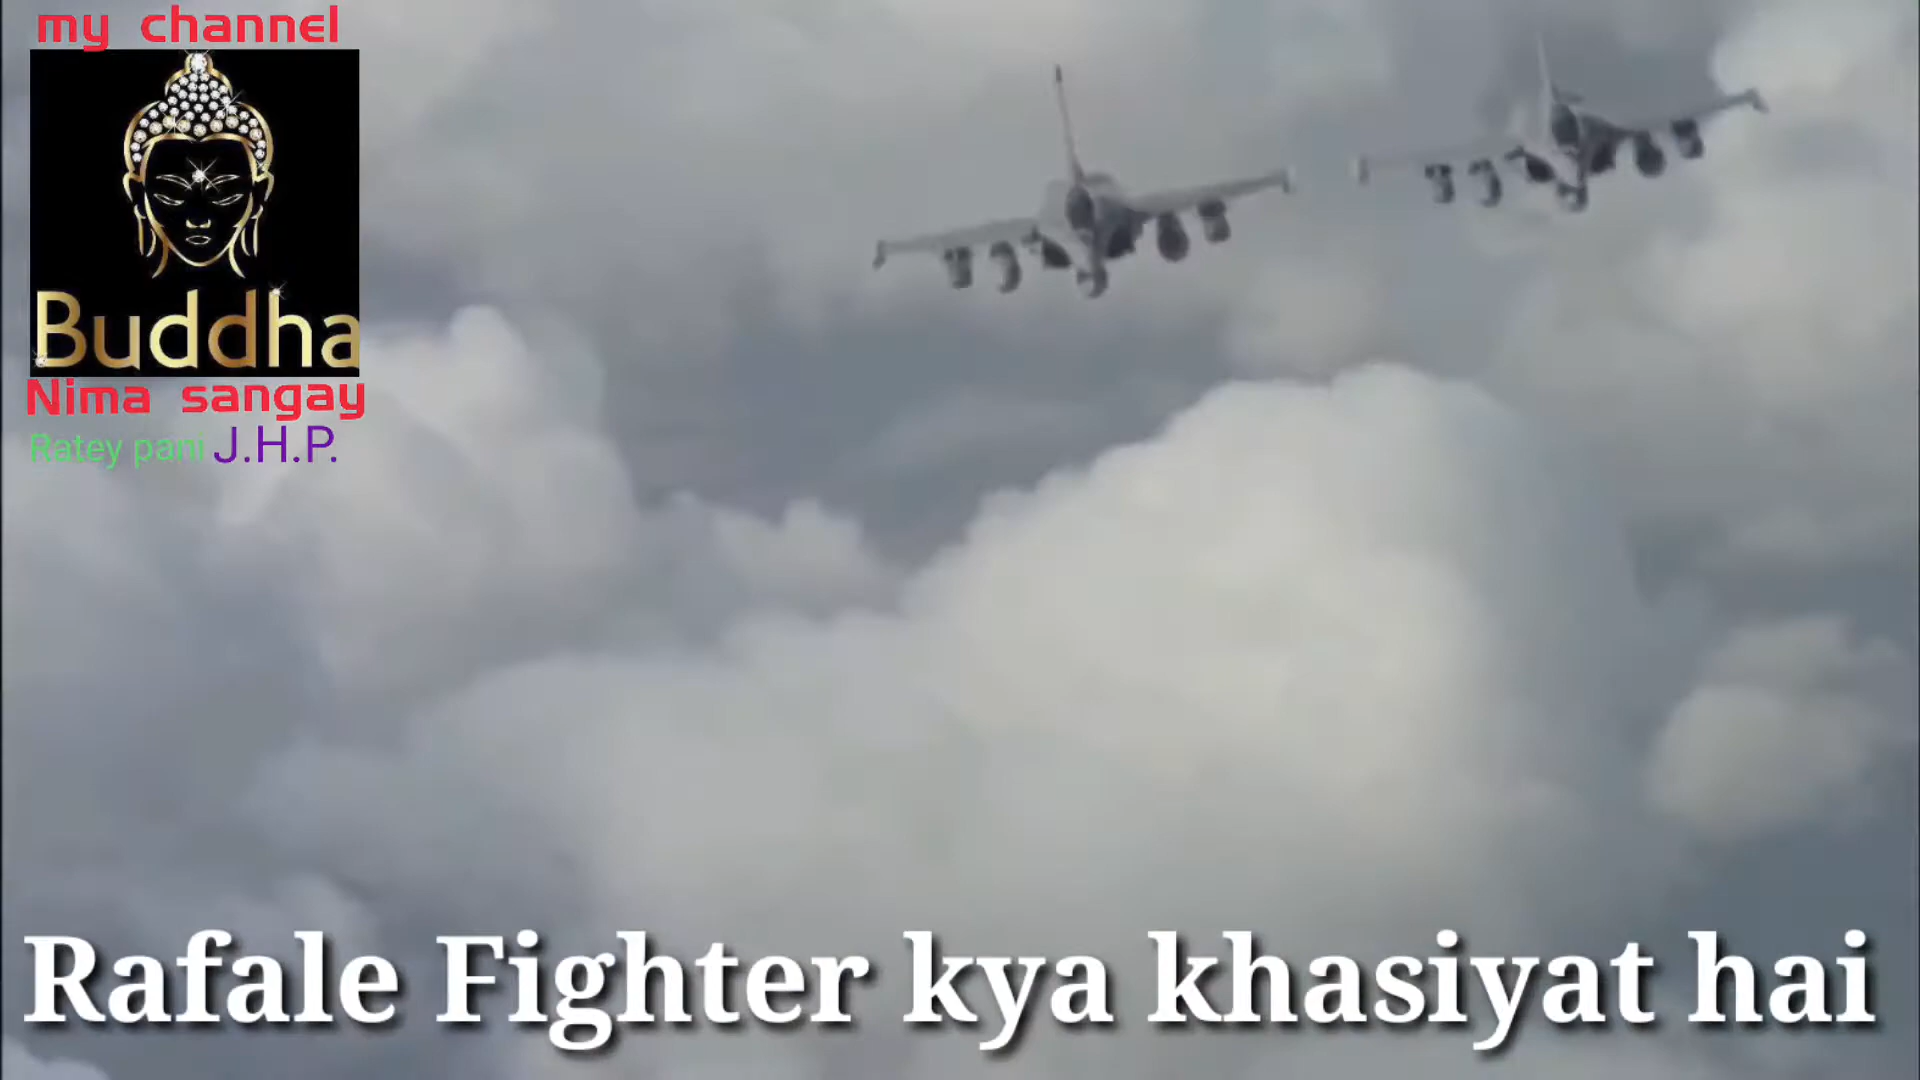 my channel
Buddha
Nima sangay
Ratey pani J.H.P.
Rafale Fighter kya khasiyat hai